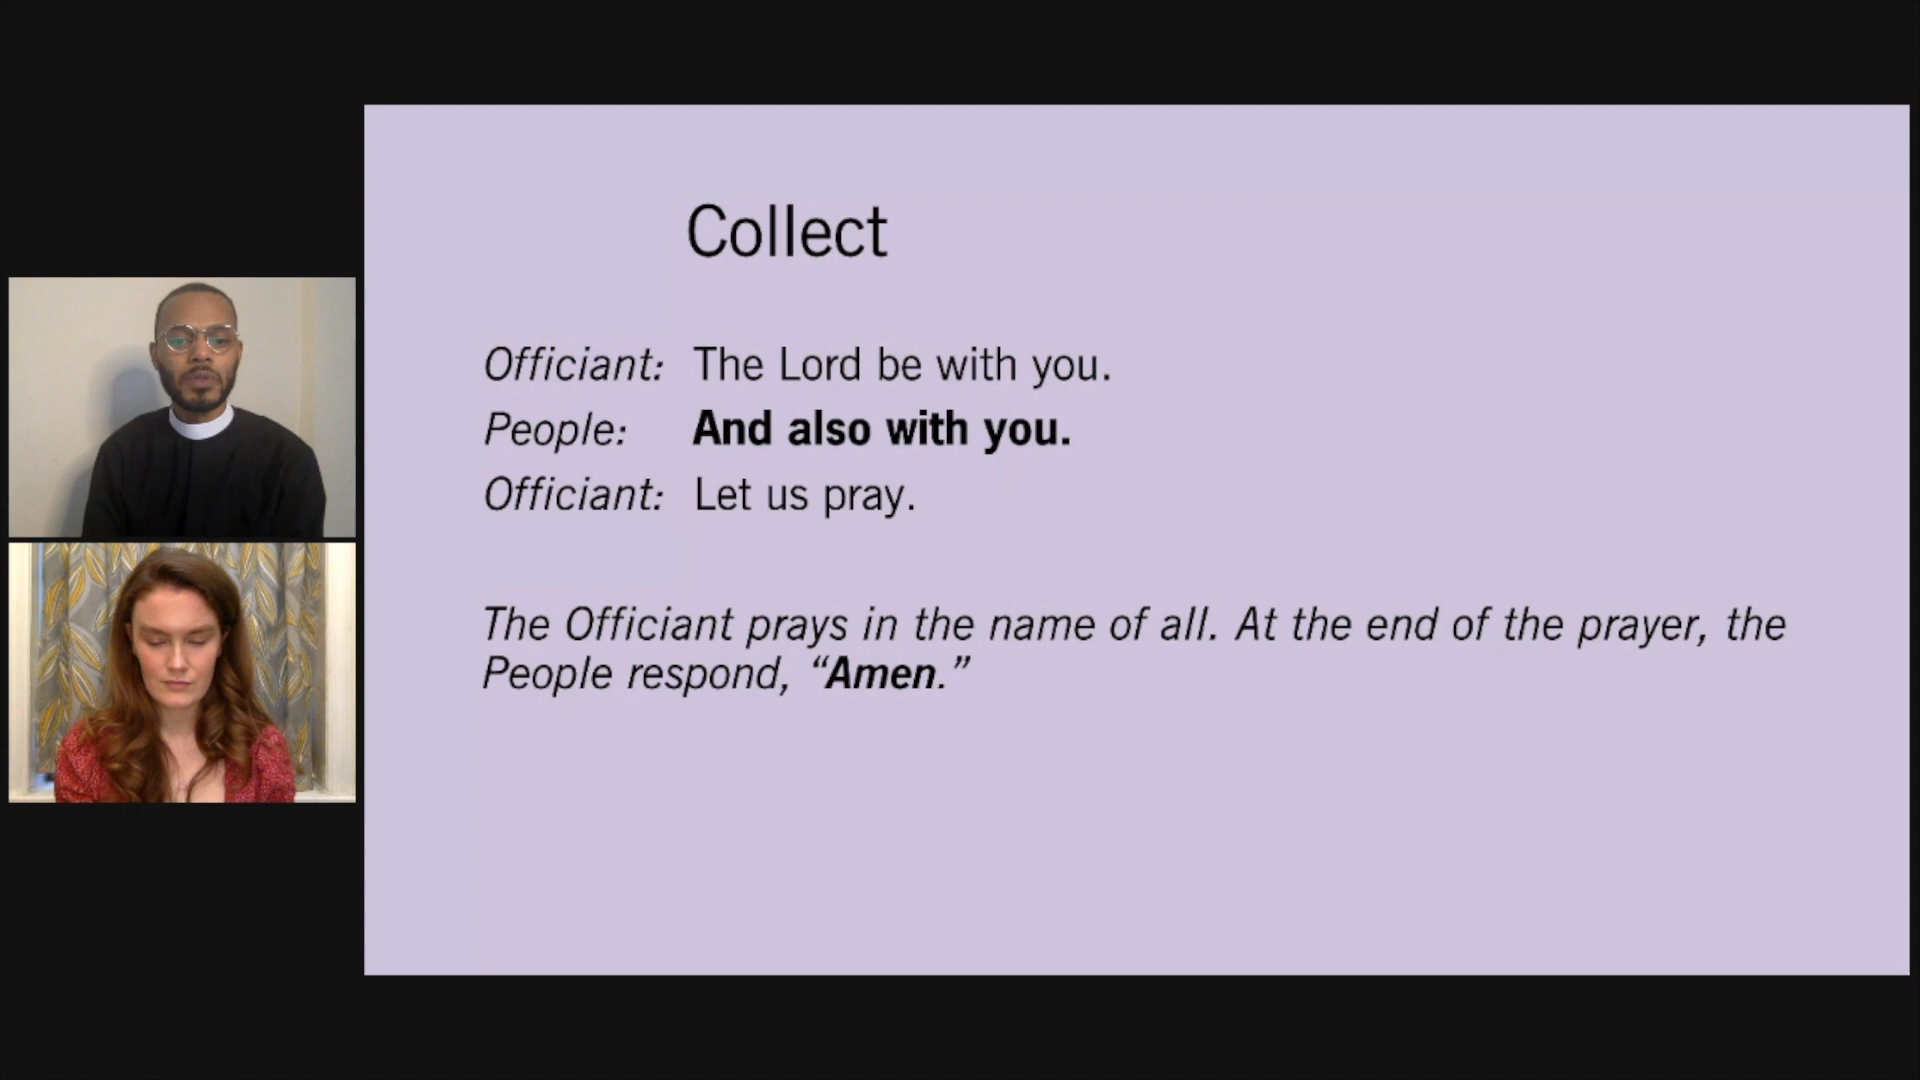 Collect
Officiant: The Lord be with you.
People: And also with you.
Officiant: Let us pray.
The Officiant prays in the name of all. At the end of the prayer, the
People respond, “Amen.”